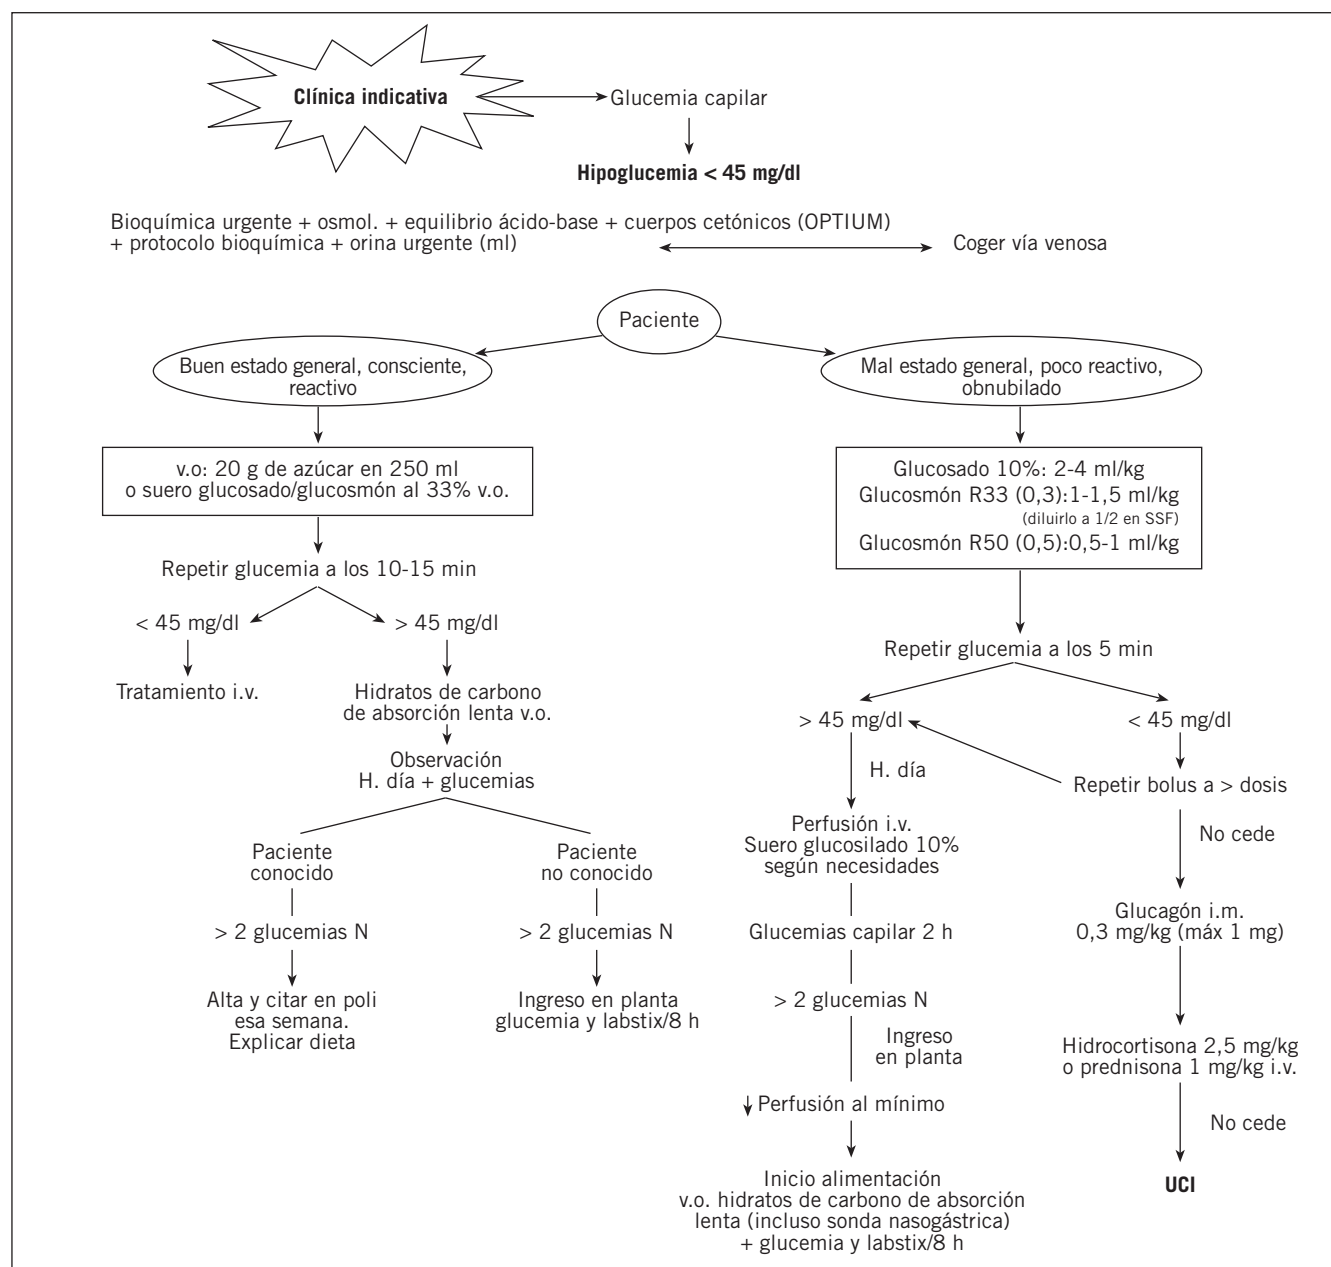 Clínica indicativa
Glucemia capilar
Hipoglucemia < 45 mg/dl
Bioquímica urgente + osmol. + equilibrio ácido-base + cuerpos cetónicos (OPTIUM)
+ protocolo bioquímica + orina urgente (ml)
Coger vía venosa
Paciente
Buen estado general, consciente,
reactivo
v.o: 20 g de azúcar en 250 ml
o suero glucosado/glucosmón al 33% v.o.
Repetir glucemia a los 10-15 min
< 45 mg/dl
> 45 mg/dl
Tratamiento i.v.
Hidratos de carbono
de absorción lenta v.o.
Observación
H. día + glucemias
Paciente
conocido
> 2 glucemias N
Alta y citar en poli
esa semana.
Explicar dieta
Paciente
no conocido
> 2 glucemias N
Ingreso en planta
glucemia y labstix/8 h
Mal estado general, poco reactivo,
obnubilado
Glucosado 10%: 2-4 ml/kg
Glucosmón R33 (0,3):1-1,5 ml/kg
(diluirlo a 1/2 en SSF)
Glucosmón R50 (0,5):0,5-1 ml/kg
Repetir glucemia a los 5 min
> 45 mg/dl
H. día
Perfusión i.v.
Suero glucosilado 10%
según necesidades
Glucemias capilar 2 h
> 2 glucemias N
Ingreso
en planta
Perfusión al mínimo
Inicio alimentación
v.o. hidratos de carbono de absorción
lenta (incluso sonda nasogástrica)
+ glucemia y labstix/8 h
< 45 mg/dl
Repetir bolus a > dosis
No cede
Glucagón i.m.
0,3 mg/kg (máx 1 mg)
Hidrocortisona 2,5 mg/kg
o prednisona 1 mg/kg i.v.
No cede
UCI